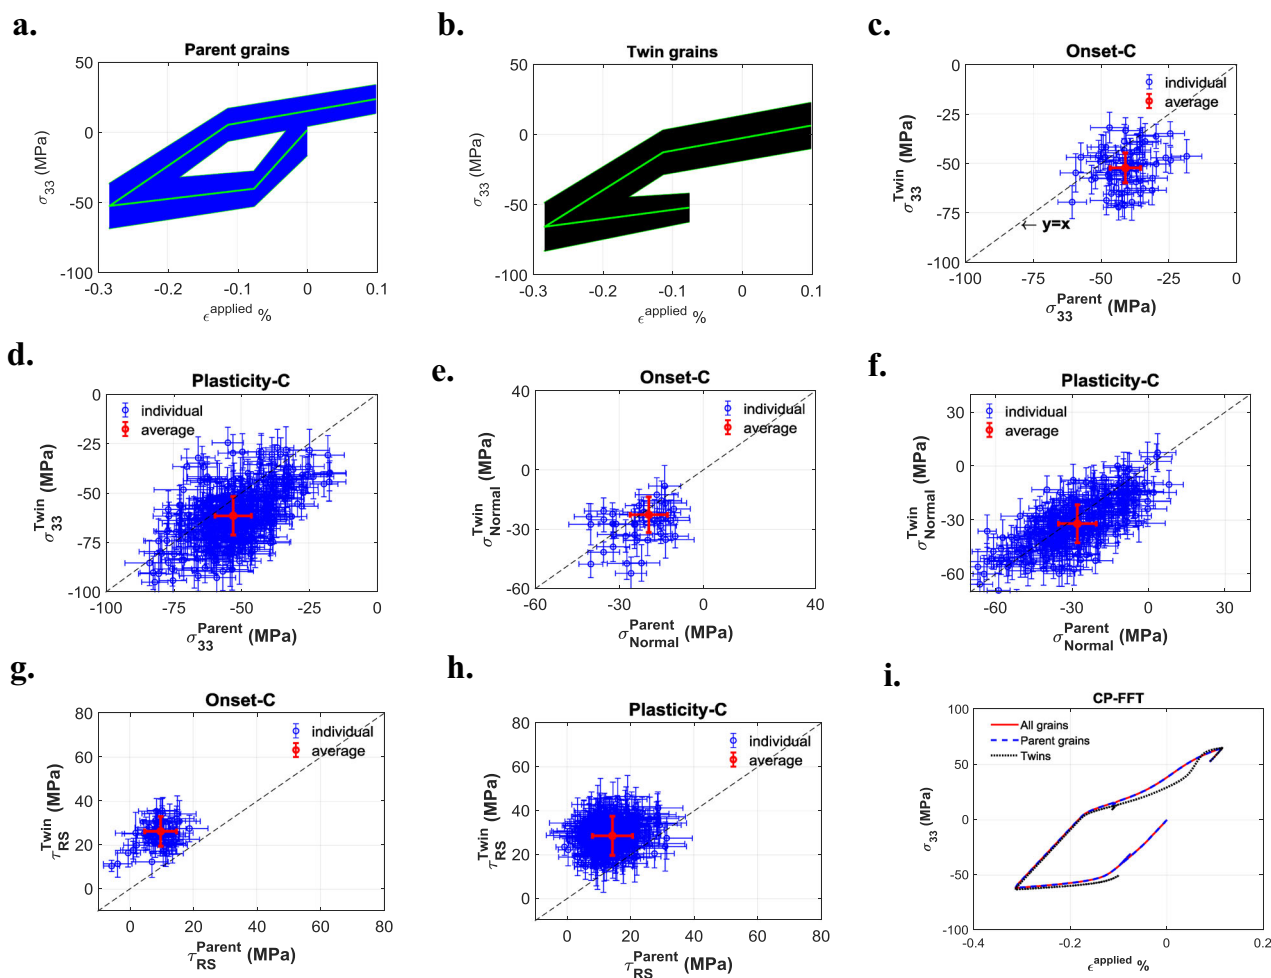 a.
Parent grains
50
0
-50
-100
σ33 (MPa)
-0.3
-0.2
-0.1
0
0.1
ϵapplied %
b.
Twin grains
50
0
-50
-100
σ33 (MPa)
-0.3
-0.2
-0.1
0
0.1
ϵapplied %
c.
Onset-C
individual
average
0
-25
-50
-75
-100
σ33Twin (MPa)
← y=x
-100
-75
-50
-25
0
σ33Parent (MPa)
d.
Plasticity-C
individual
average
0
-25
-50
-75
-100
σ33Twin (MPa)
-100
-75
-50
-25
0
σ33Parent (MPa)
e.
Onset-C
individual
average
40
0
-30
-60
σNormalTwin (MPa)
-60
-30
0
40
σNormalParent (MPa)
f.
Plasticity-C
individual
average
30
0
-30
-60
σNormalTwin (MPa)
-60
-30
0
30
σNormalParent (MPa)
g.
Onset-C
individual
average
80
60
40
20
0
τRSTwin (MPa)
0
20
40
60
80
τRSParent (MPa)
h.
Plasticity-C
individual
average
80
60
40
20
0
τRSTwin (MPa)
0
20
40
60
80
τRSParent (MPa)
i.
CP-FFT
All grains
Parent grains
Twins
100
50
0
-50
-100
σ33 (MPa)
-0.4
-0.2
0
0.2
ϵapplied %